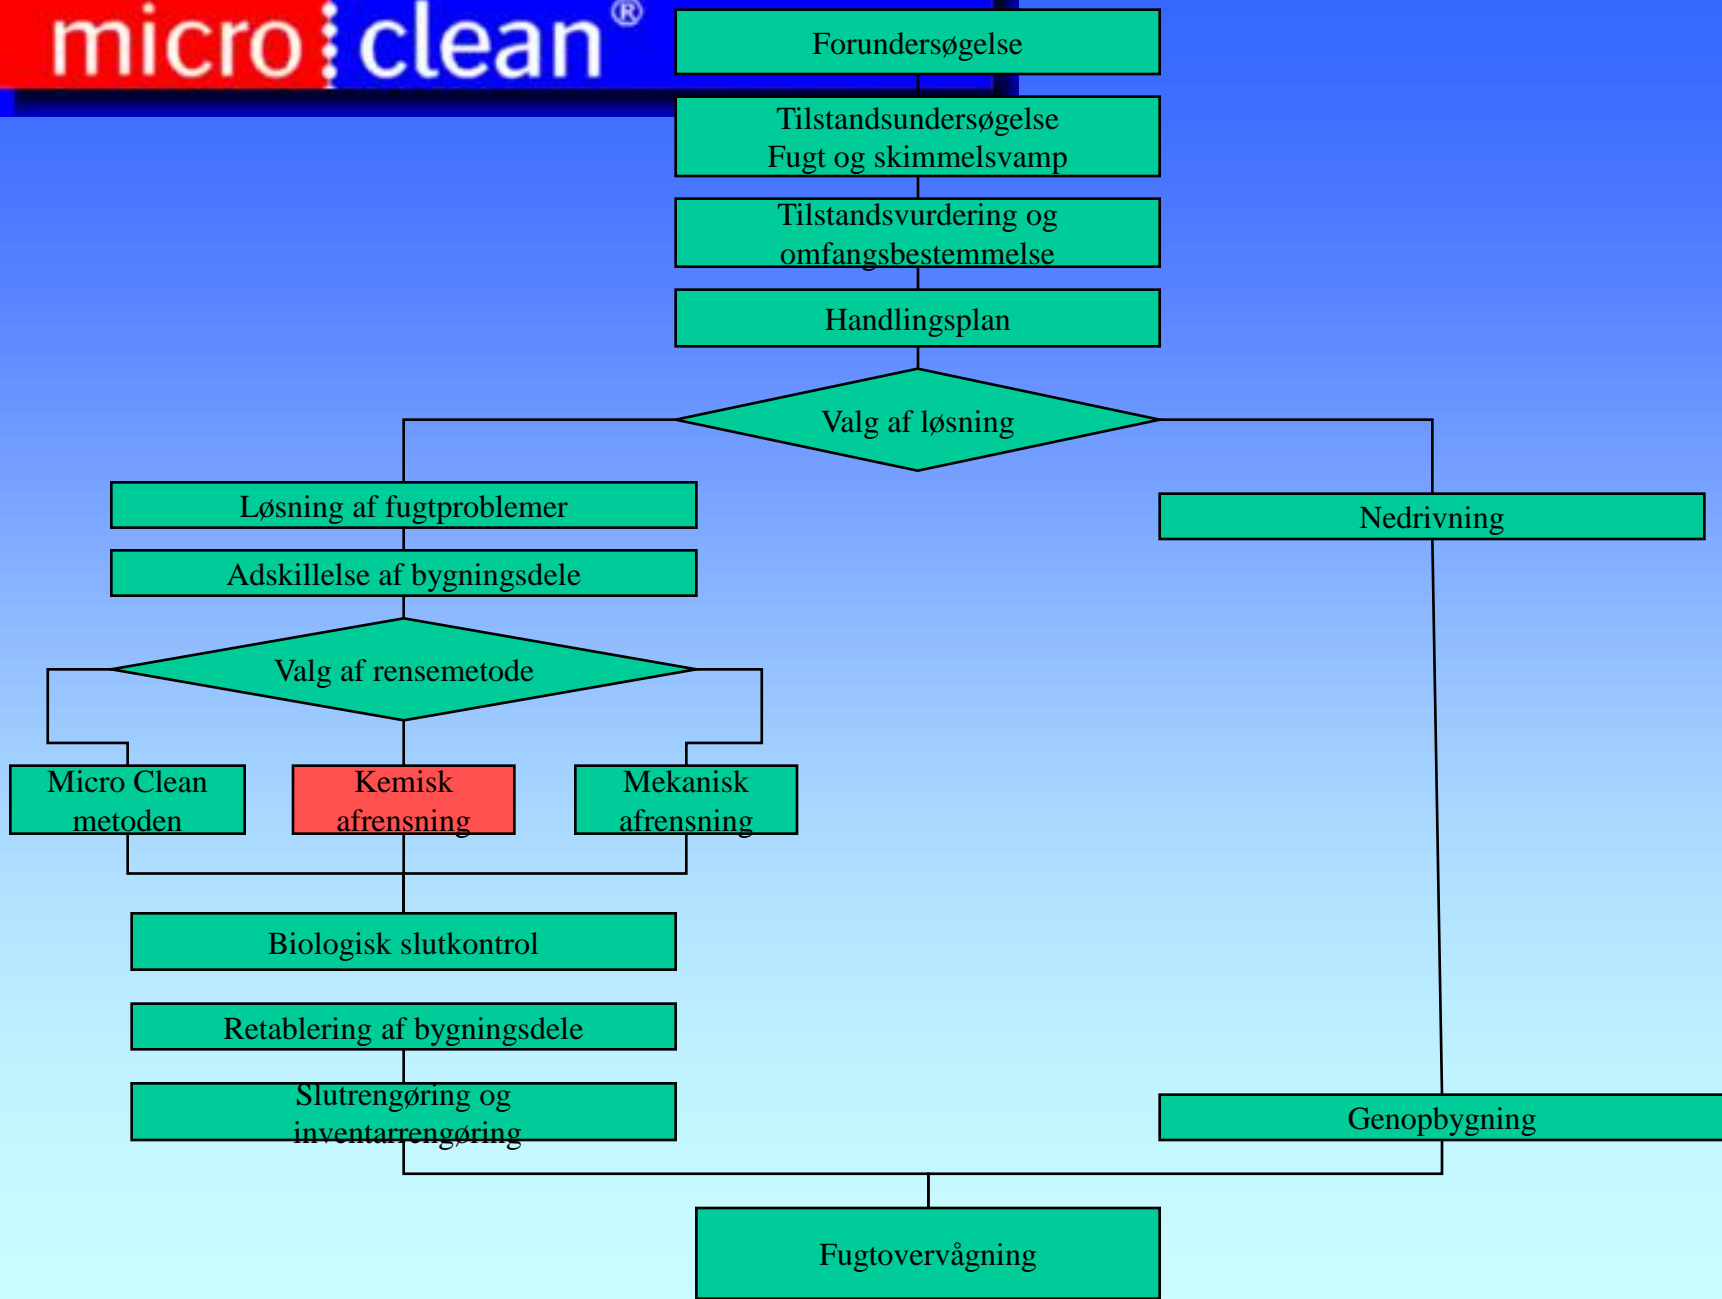 micro clean®
Forundersøgelse
Tilstandsundersøgelse
Fugt og skimmelsvamp
Tilstandsvurdering og
omfangsbestemmelse
Handlingsplan
Valg af løsning
Løsning af fugtproblemer
Nedrivning
Adskillelse af bygningsdele
Valg af rensemetode
Micro Clean
metoden
Kemisk
afrensning
Mekanisk
afrensning
Biologisk slutkontrol
Retablering af bygningsdele
Slutrengøring og
inventarrengøring
Genopbygning
Fugtovervågning